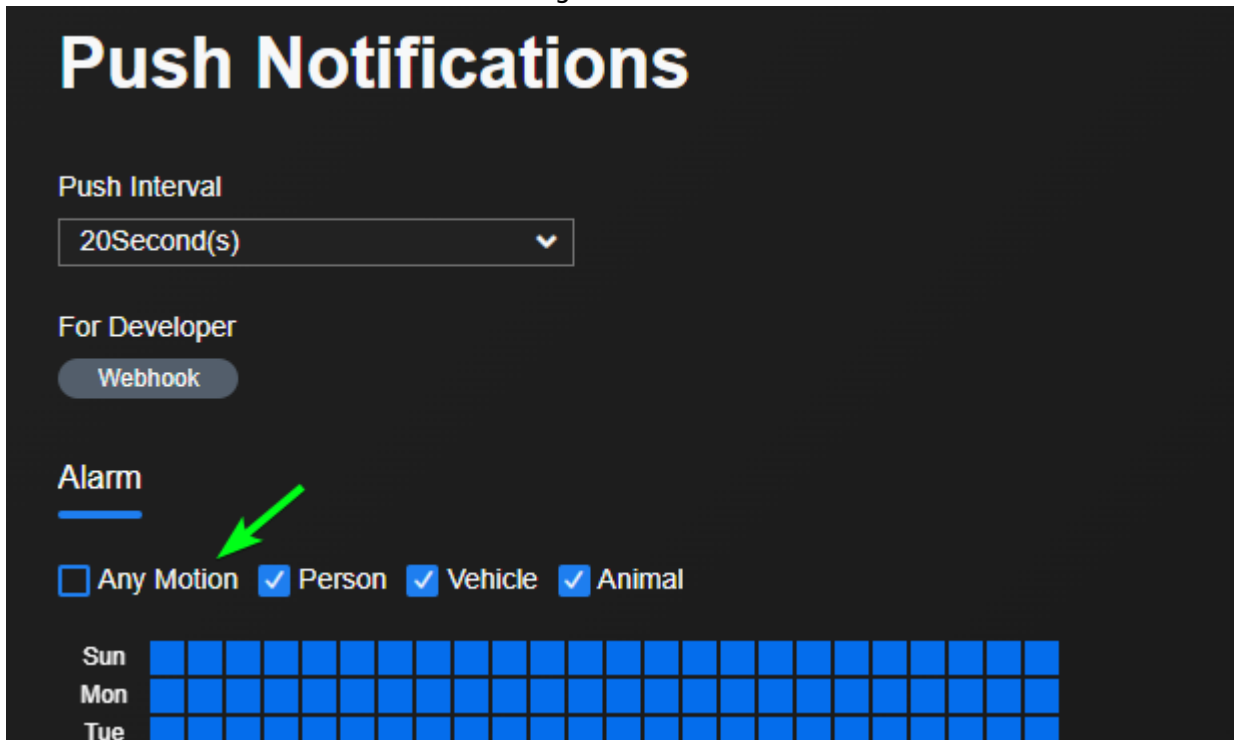 Push Notifications
Push Interval
20Second(s)
For Developer
Webhook
Alarm
Any Motion Person Vehicle Animal
Sun
Mon
Tue